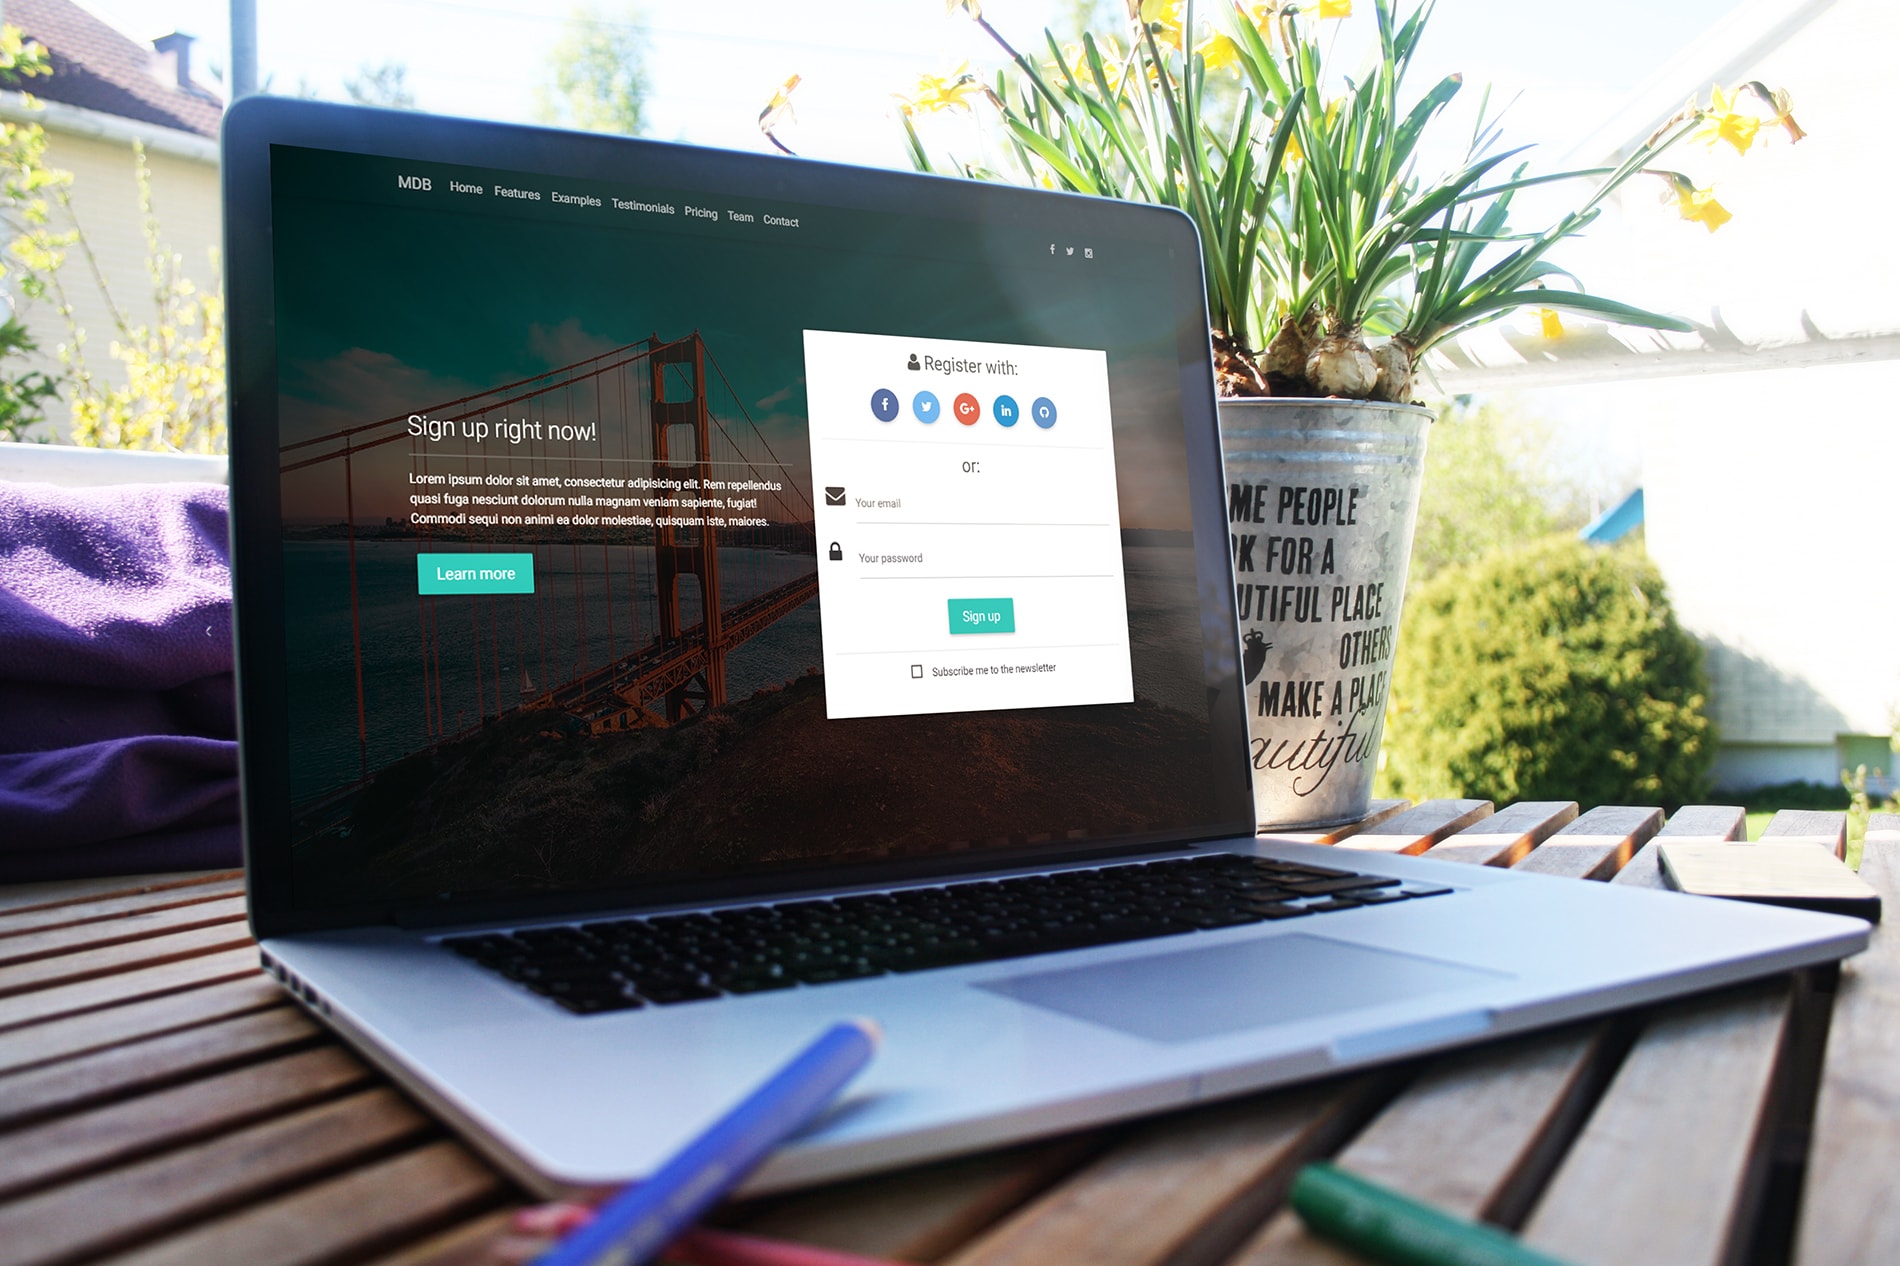 MDB Home Features Examples Testimonials Pricing Team Contact
Sign up right now!
Lorem ipsum dolor sit amet, consectetur adipisicing elit. Rem repellendus
quasi fuga nesciunt dolorum nulla magnam veniam sapiente, fugiat!
Commodi sequi non animi ea dolor molestiae, quisquam iste, maiores.
Learn more
Register with:
or:
Your email
Your password
Sign up
Subscribe me to the newsletter
ME PEOPLE
K FOR A
UTIFUL PLACE
OTHERS
MAKE A PLAC
autiful